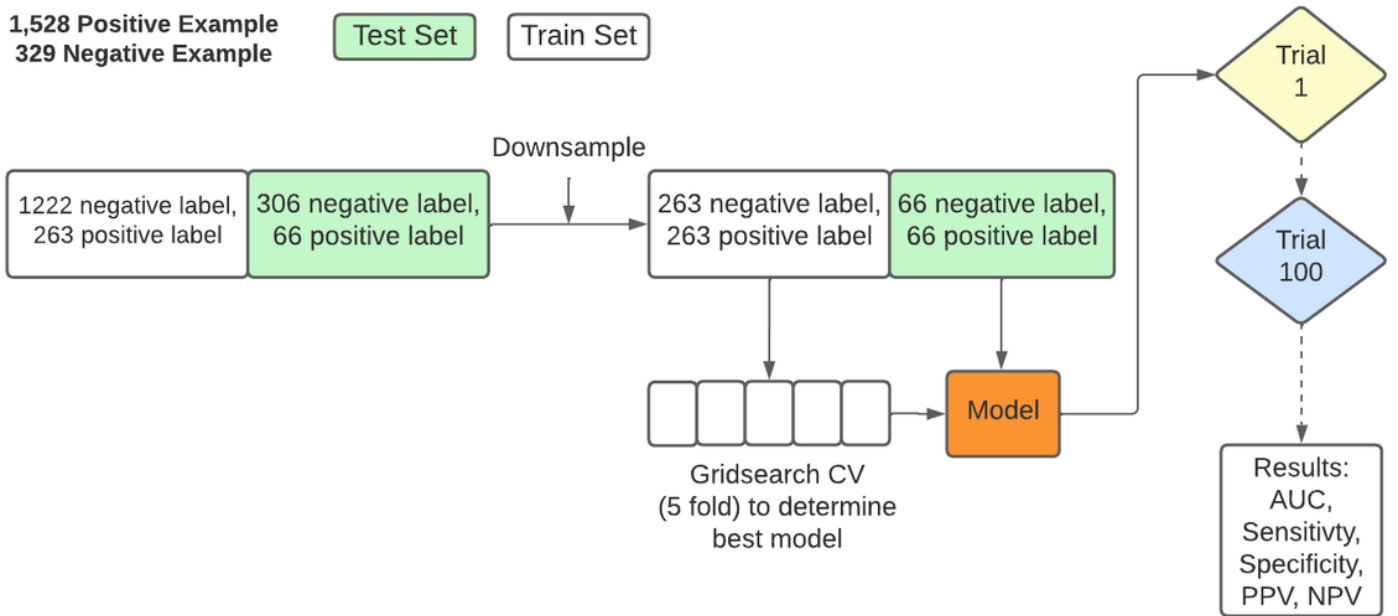 1,528 Positive Example
329 Negative Example
Test Set
Train Set
Downsample
1222 negative label,
263 positive label
306 negative label,
66 positive label
263 negative label,
263 positive label
66 negative label,
66 positive label
Gridsearch CV
(5 fold) to determine
best model
Model
Trial
1
Trial
100
Results:
AUC,
Sensitivty,
Specificity,
PPV, NPV